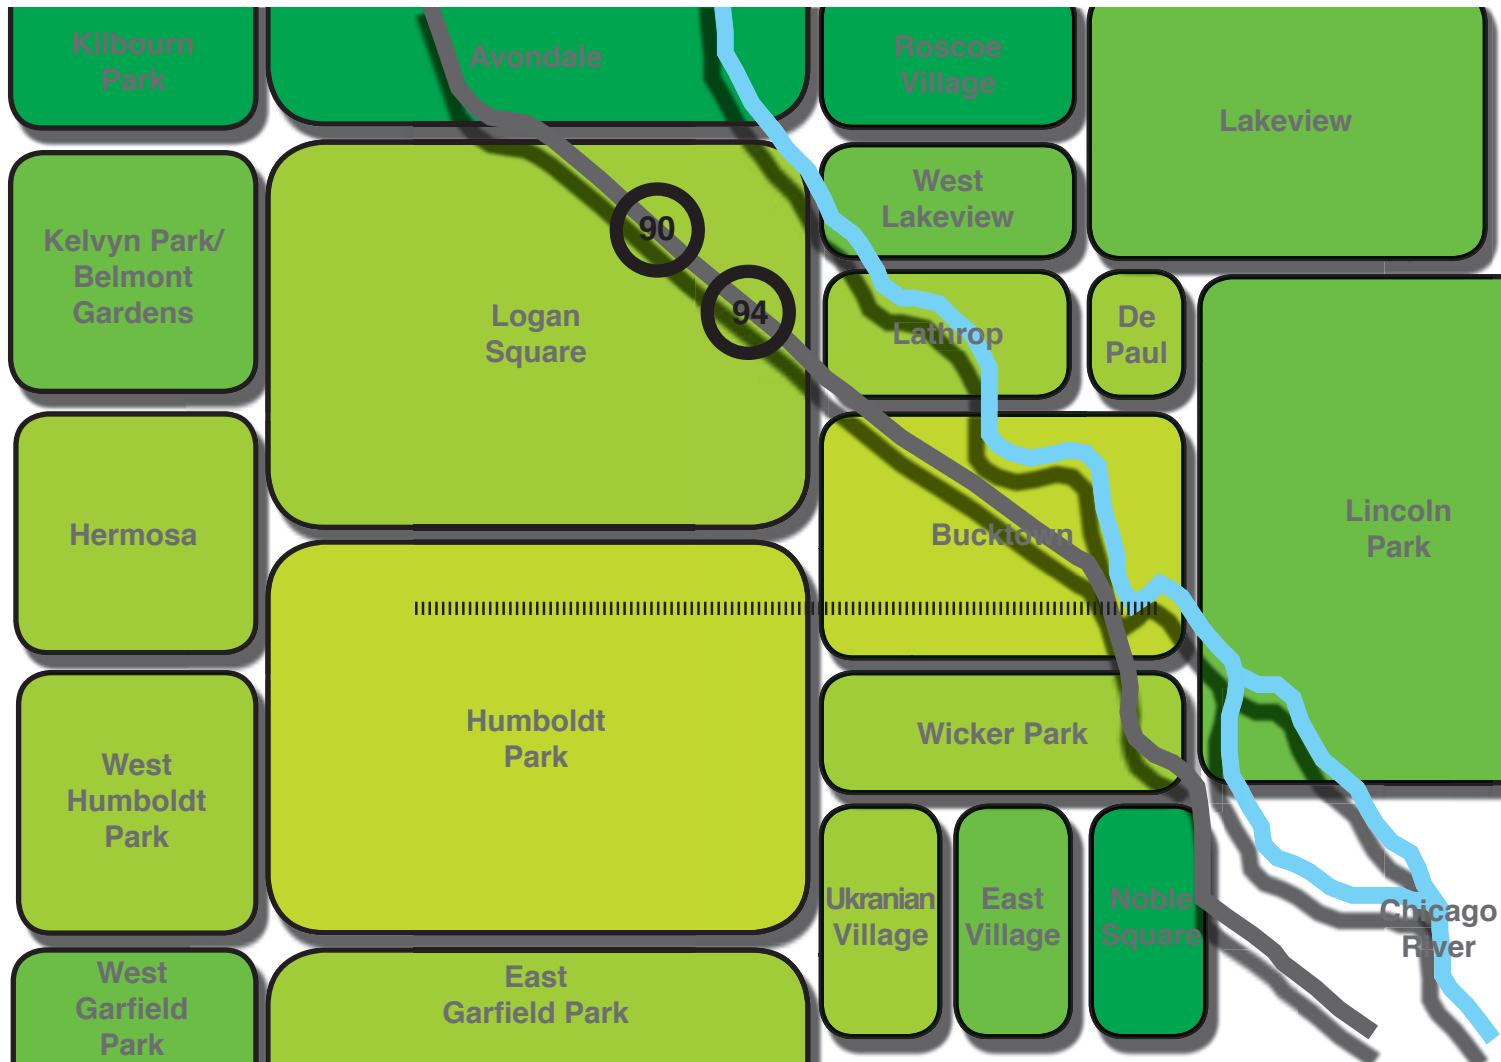 Kilbourn
Park
Avondale
Roscoe
Village
Lakeview
West
Lakeview
Kelvyn Park/
Belmont
Gardens
90
94
Logan
Square
Lathrop
De
Paul
Hermosa
Bucktown
Lincoln
Park
West
Humboldt
Park
Humboldt
Park
Wicker Park
Ukranian
Village
East
Village
Noble
Square
Chicago
River
West
Garfield
Park
East
Garfield Park